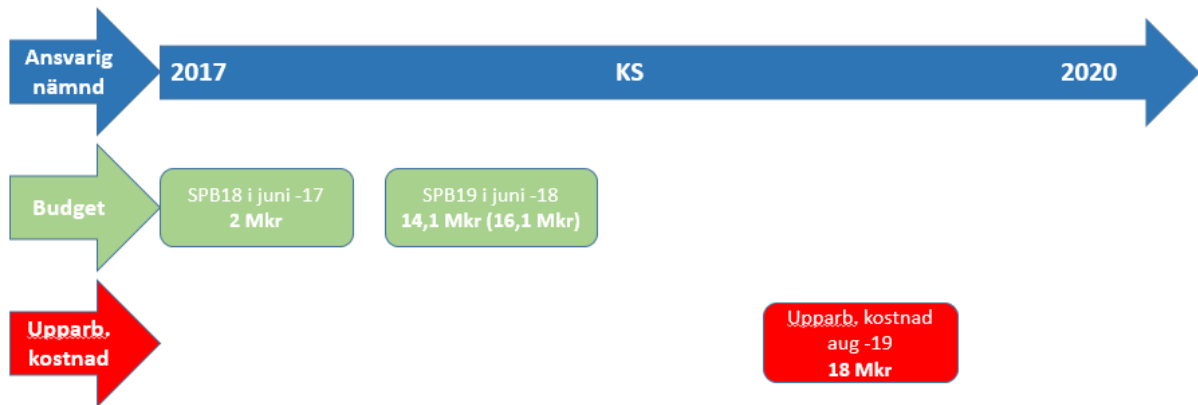 Ansvarig
nämnd
2017 KS 2020
Budget
SPB18 i juni -17
2 Mkr
SPB19 i juni -18
14,1 Mkr (16,1 Mkr)
Upparb.
kostnad
Upparb. kostnad
aug -19
18 Mkr